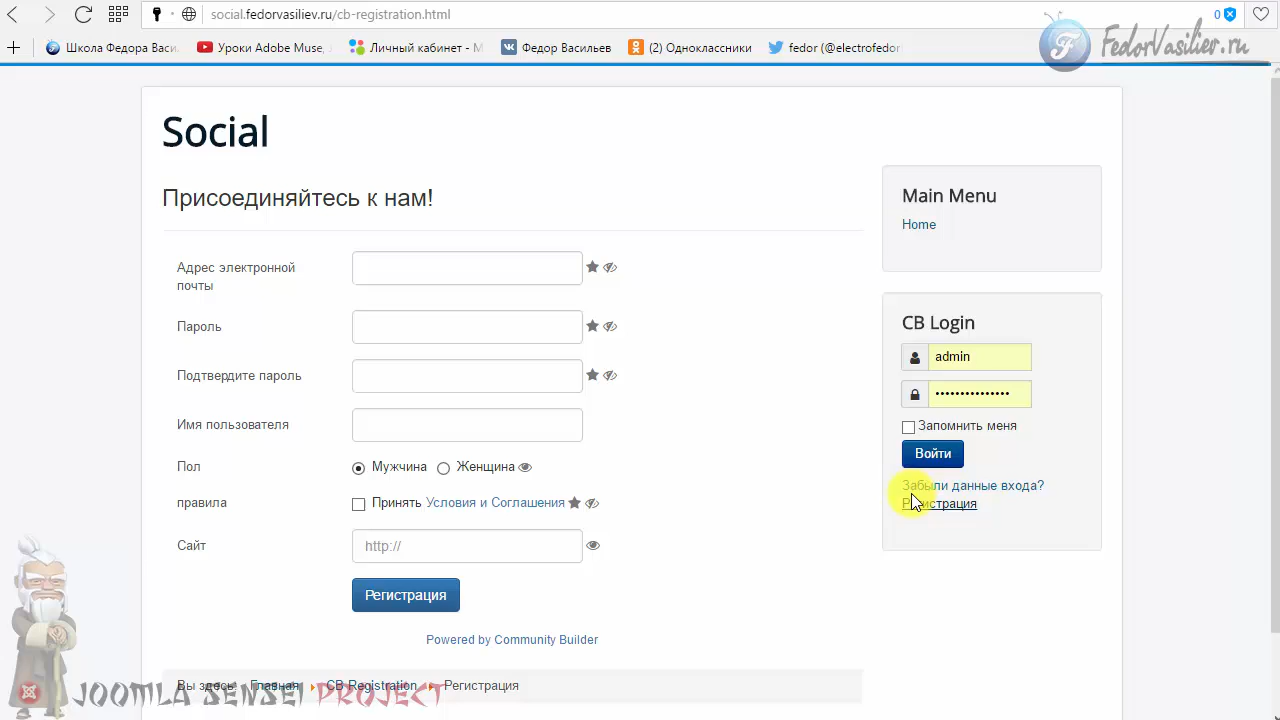 social.fedorvasiliev.ru/cb-registration.html
0
Школа Федора Васи.
Уроки Adobe Muse,
Личный кабинет - М
Федор Васильев
(2) Одноклассники
fedor (@electrofedor
FedorVasiliev.ru
Social
Присоединяйтесь к нам!
Адрес электронной
почты
Пароль
Подтвердите пароль
Имя пользователя
Пол
Мужчина
Женщина
правила
Принять Условия и Соглашения
Сайт
http://
Регистрация
Powered by Community Builder
Вы здесь: Главная CB Registration Регистрация
JOOMLA SENSEI PROJECT
Main Menu
Home
CB Login
admin
•••••••••••••••
Запомнить меня
Войти
Забыли данные входа?
Регистрация